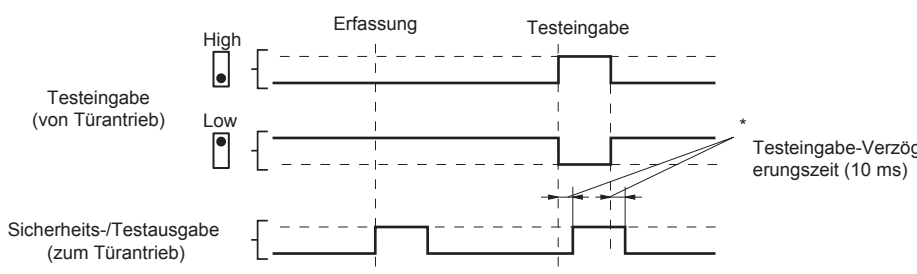 Erfassung
Testeingabe
High
Testeingabe
(von Türantrieb)
Low
*
Testeingabe-Verzög
erungszeit (10 ms)
Sicherheits-/Testausgabe
(zum Türantrieb)